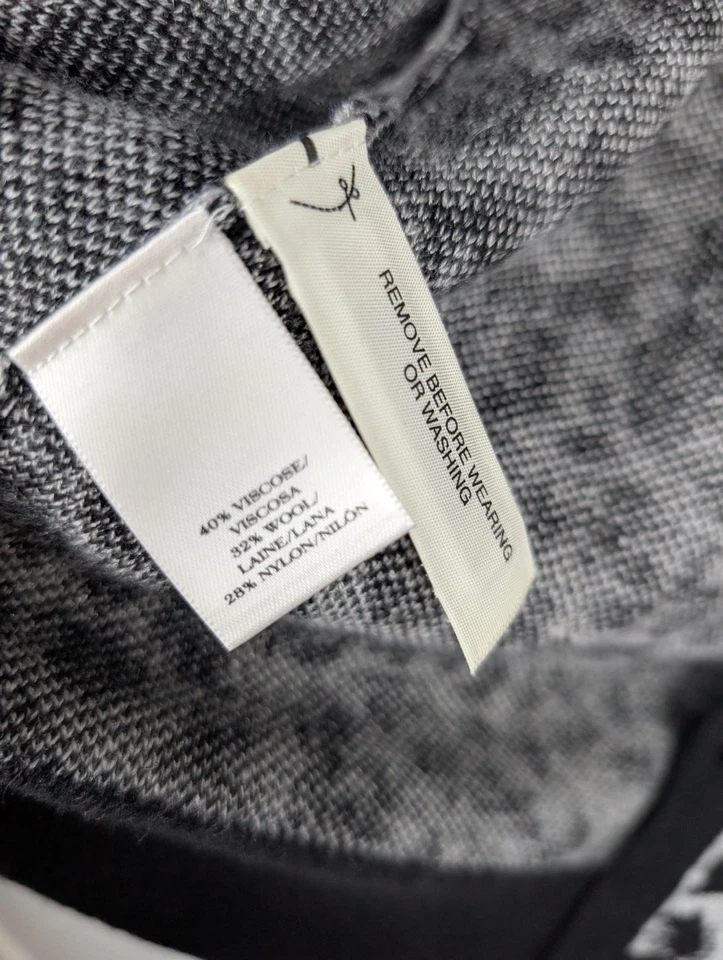 40% VISCOSE/
VISCOSA
32% WOOL/
LAINE/LANA
28% NYLON/NILÓN
REMOVE BEFORE WEARING
OR WASHING